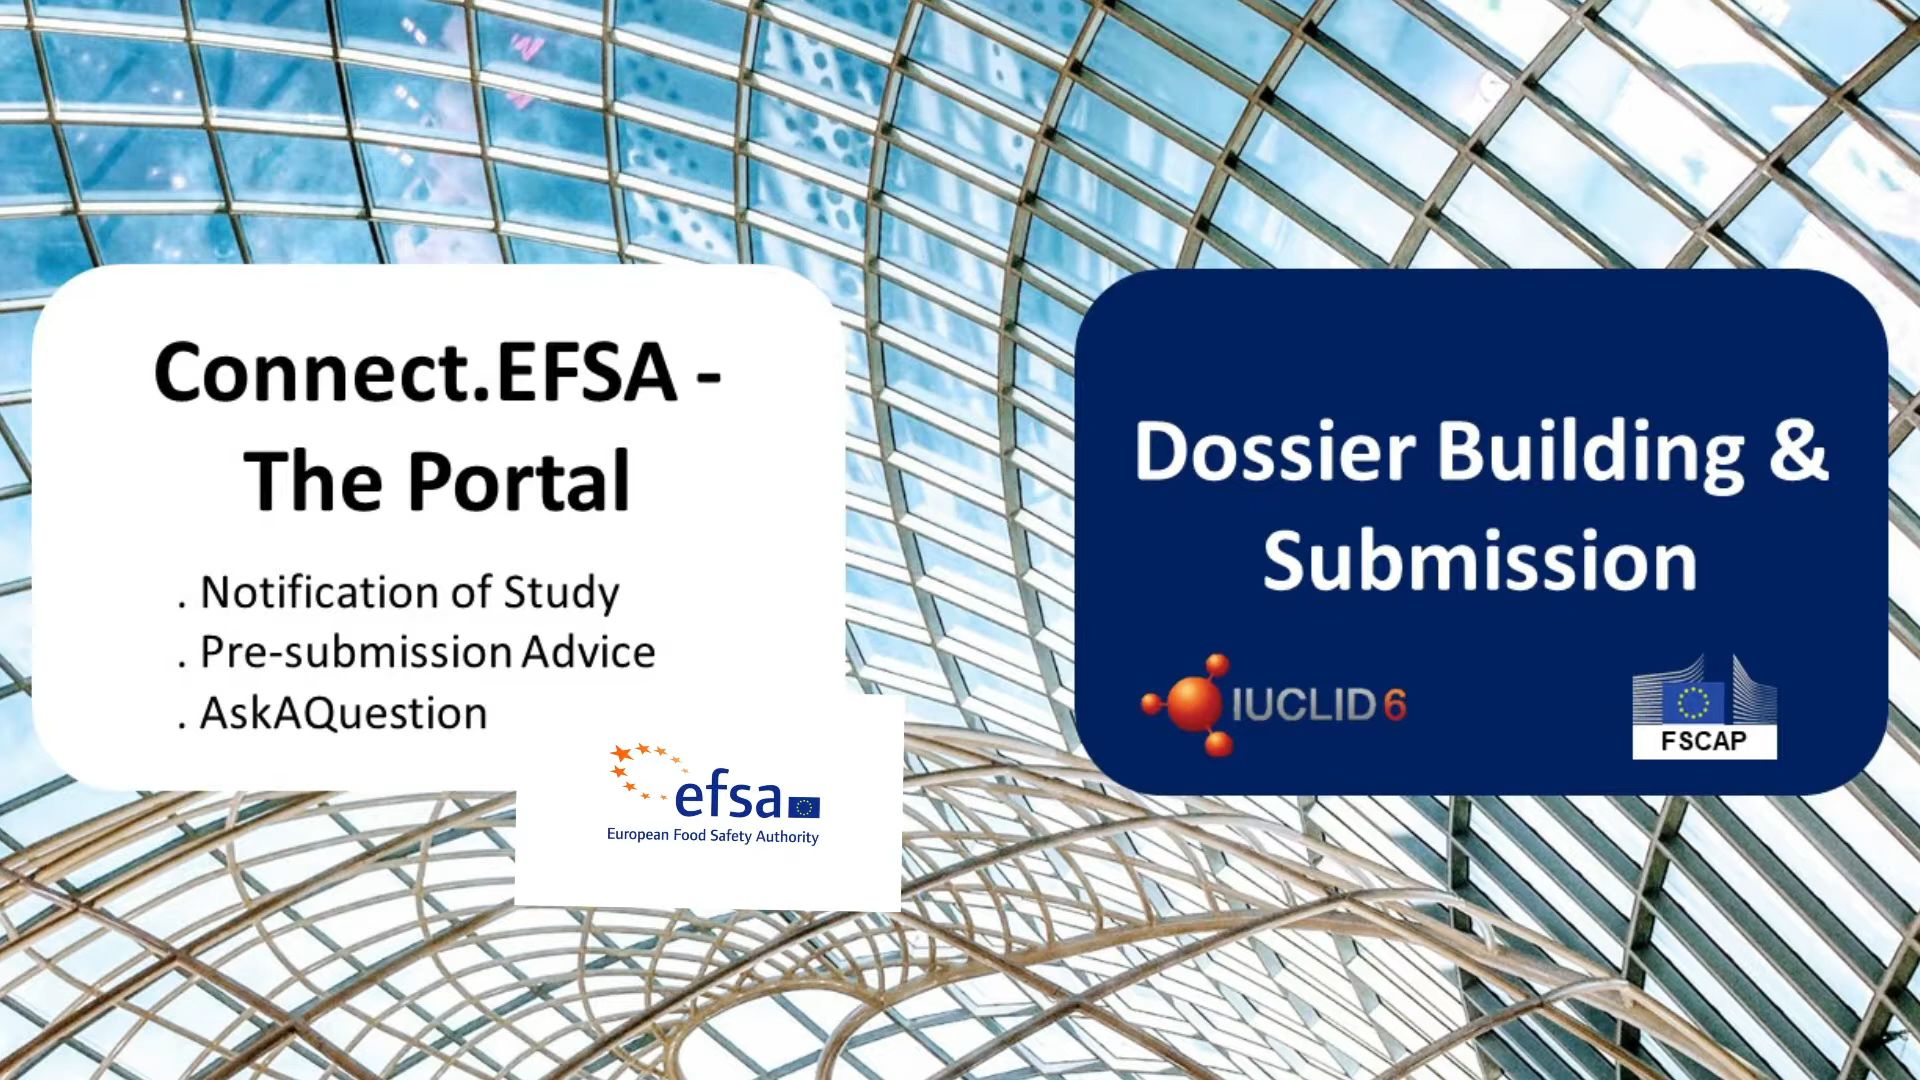 Connect.EFSA -
The Portal
. Notification of Study
. Pre-submission Advice
. AskAQuestion
efsa
European Food Safety Authority
Dossier Building &
Submission
IUCLID 6
FSCAP